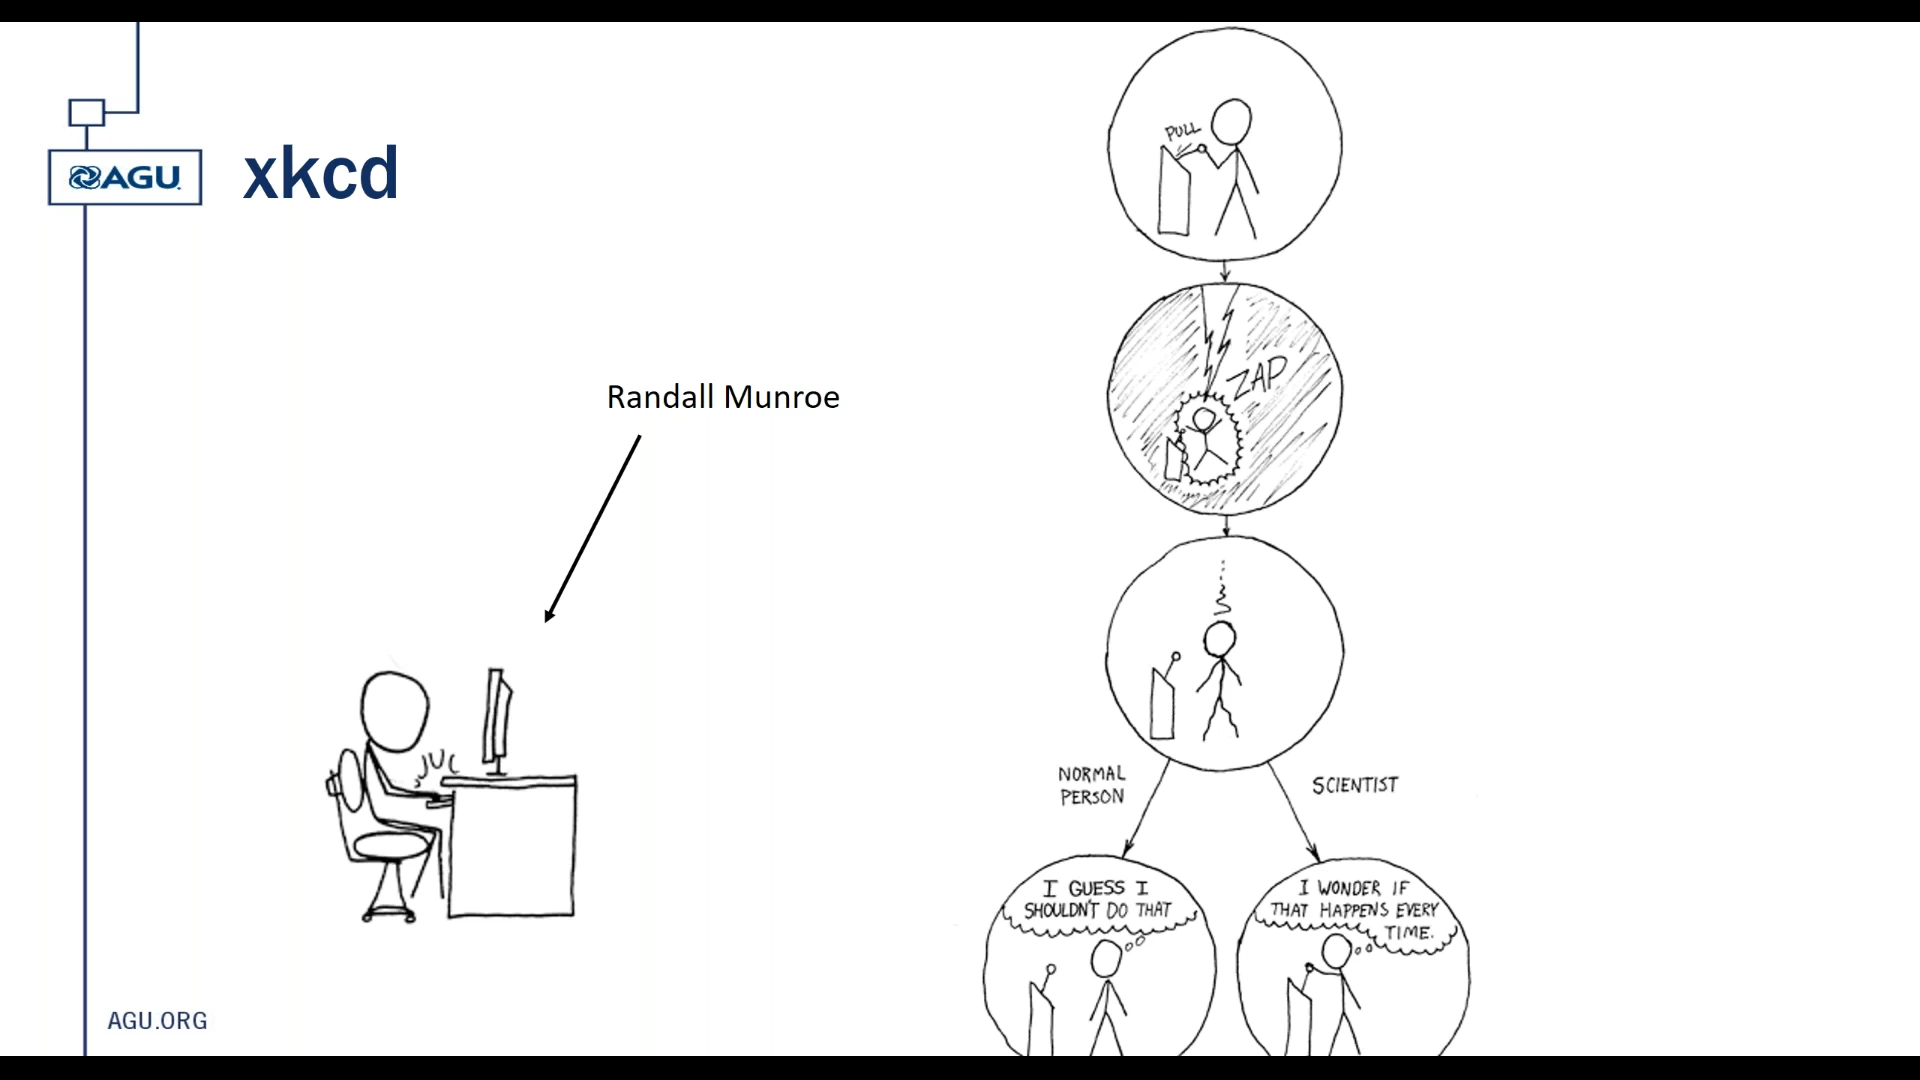 AGU
xkcd
Randall Munroe
AGU.ORG
PULL
ZAP
NORMAL
PERSON
SCIENTIST
I GUESS I
SHOULDN'T DO THAT
I WONDER IF
THAT HAPPENS EVERY
TIME.